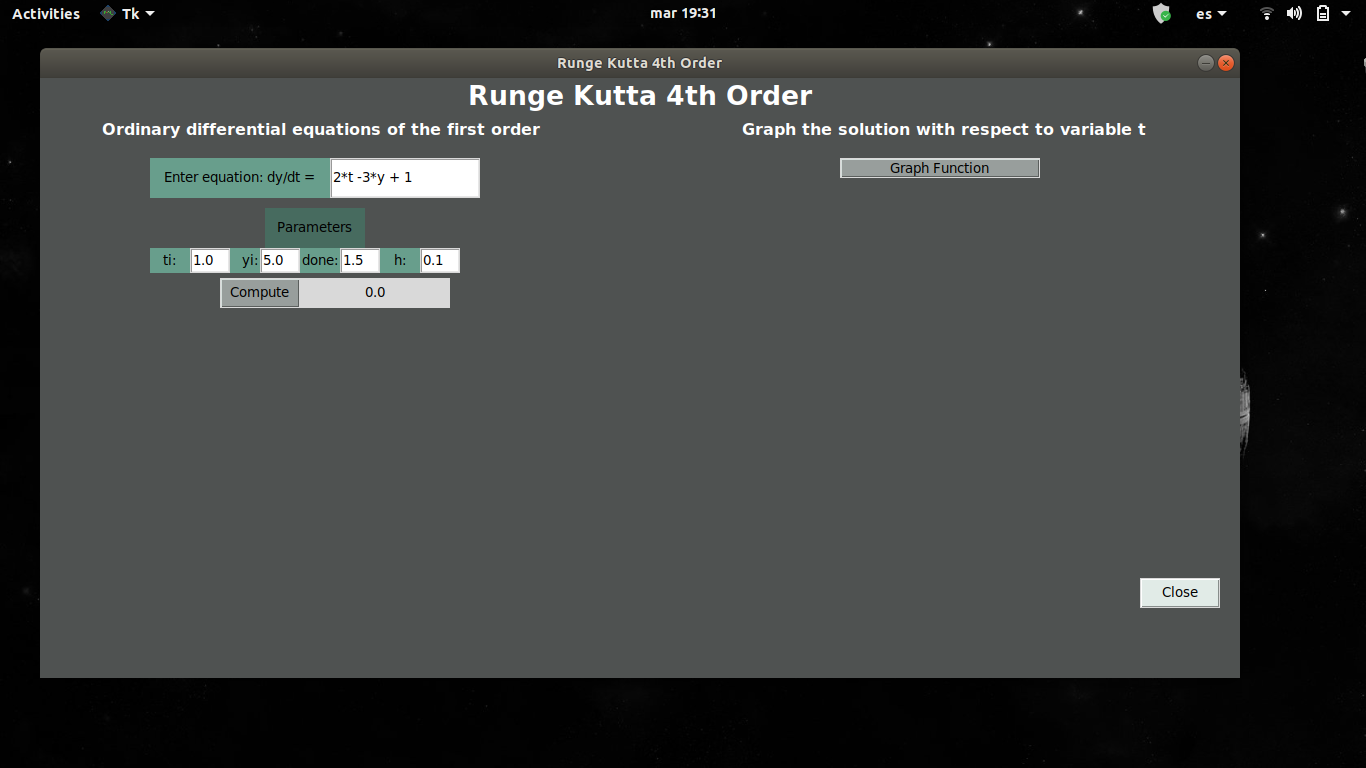 Activities Tk mar 19:31 es
Runge Kutta 4th Order
Runge Kutta 4th Order
Ordinary differential equations of the first order
Graph the solution with respect to variable t
Enter equation: dy/dt = 2*t -3*y + 1
Graph Function
Parameters
ti: 1.0 yi: 5.0 done: 1.5 h: 0.1
Compute 0.0
Close